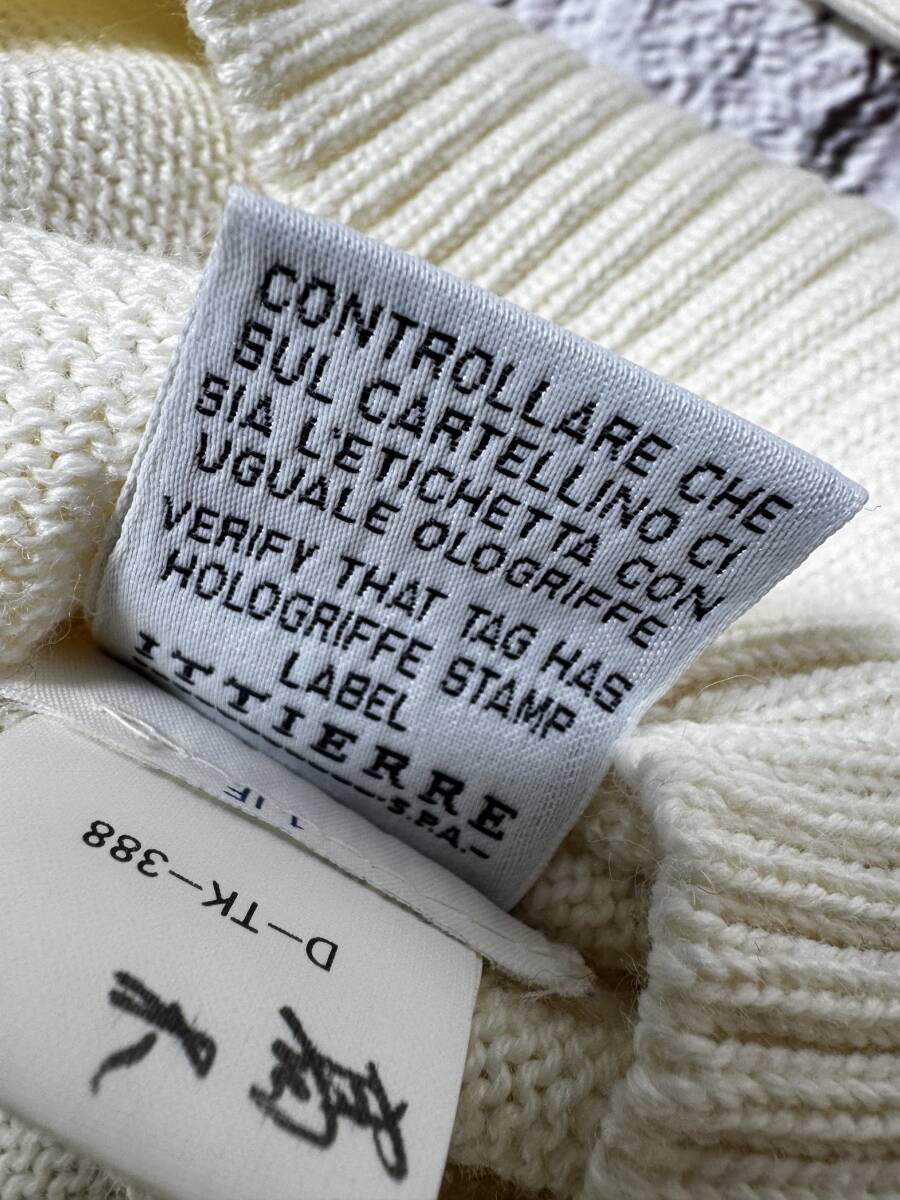 CONTROLLARE CHE
SUL CARTELLINO CI
SIA L'ETICHETTA CON
UGUALE OLOGRIFFE
VERIFY THAT TAG HAS
HOLOGRIFFE STAMP
LABEL
ITTIERRE
S.P.A.
D-TK-388